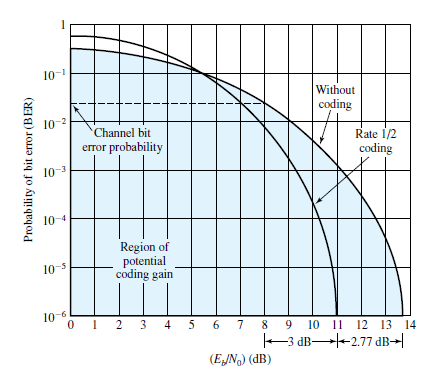 1
10–1
10–2
10–3
10–4
10–5
10–6
Probability of bit error (BER)
Without
coding
Rate 1/2
coding
Channel bit
error probability
Region of
potential
coding gain
0 1 2 3 4 5 6 7 8 9 10 11 12 13 14
3 dB
2.77 dB
(Eb/N0) (dB)